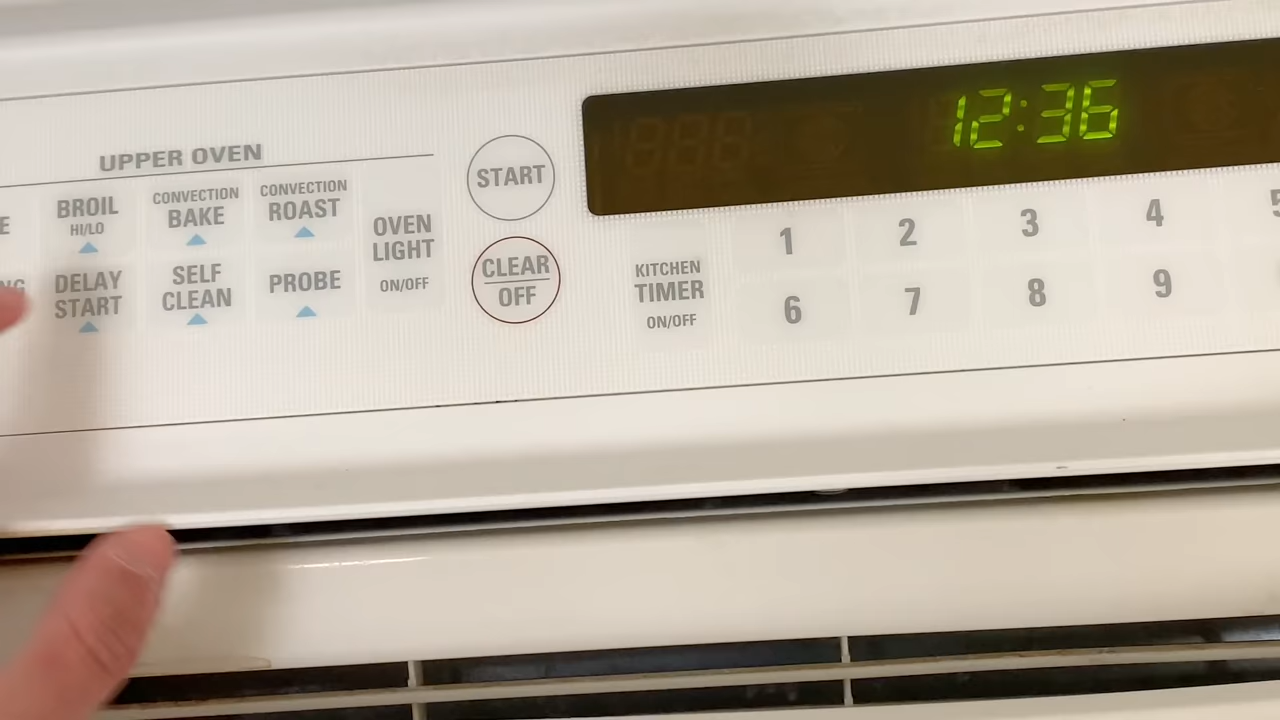 UPPER OVEN
BROIL
HI/LO
CONVECTION
BAKE
CONVECTION
ROAST
OVEN
LIGHT
ON/OFF
DELAY
START
SELF
CLEAN
PROBE
START
CLEAR
OFF
12:36
KITCHEN
TIMER
ON/OFF
1 2 3 4 5
6 7 8 9